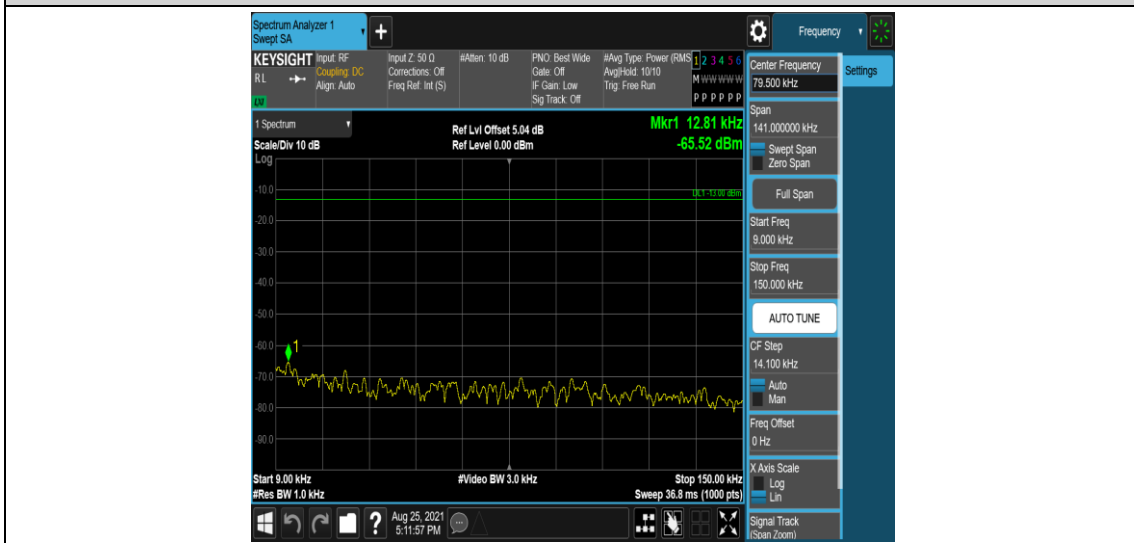 Spectrum Analyzer 1
Swept SA
+
Frequency
KEYSIGHT
RL
Input: RF
Coupling: DC
Align: Auto
Input Z: 50 Ω
Corrections: Off
Freq Ref: Int (S)
#Atten: 10 dB
PNO: Best Wide
Gate: Off
IF Gain: Low
Sig Track: Off
#Avg Type: Power (RMS
Avg|Hold: 10/10
Trig: Free Run
1 2 3 4 5 6
M W W W W W
P P P P P P
1 Spectrum
Scale/Div 10 dB
Log
Ref Lvl Offset 5.04 dB
Ref Level 0.00 dBm
Mkr1 12.81 kHz
-65.52 dBm
DL1 -13.00 dBm
-10.0
-20.0
-30.0
-40.0
-50.0
-60.0
-70.0
-80.0
-90.0
1
Start 9.00 kHz
#Res BW 1.0 kHz
#Video BW 3.0 kHz
Stop 150.00 kHz
Sweep 36.8 ms (1000 pts)
Center Frequency
79.500 kHz
Settings
Span
141.000000 kHz
Swept Span
Zero Span
Full Span
Start Freq
9.000 kHz
Stop Freq
150.000 kHz
AUTO TUNE
CF Step
14.100 kHz
Auto
Man
Freq Offset
0 Hz
X Axis Scale
Log
Lin
Signal Track
(Span Zoom)
?
Aug 25, 2021
5:11:57 PM